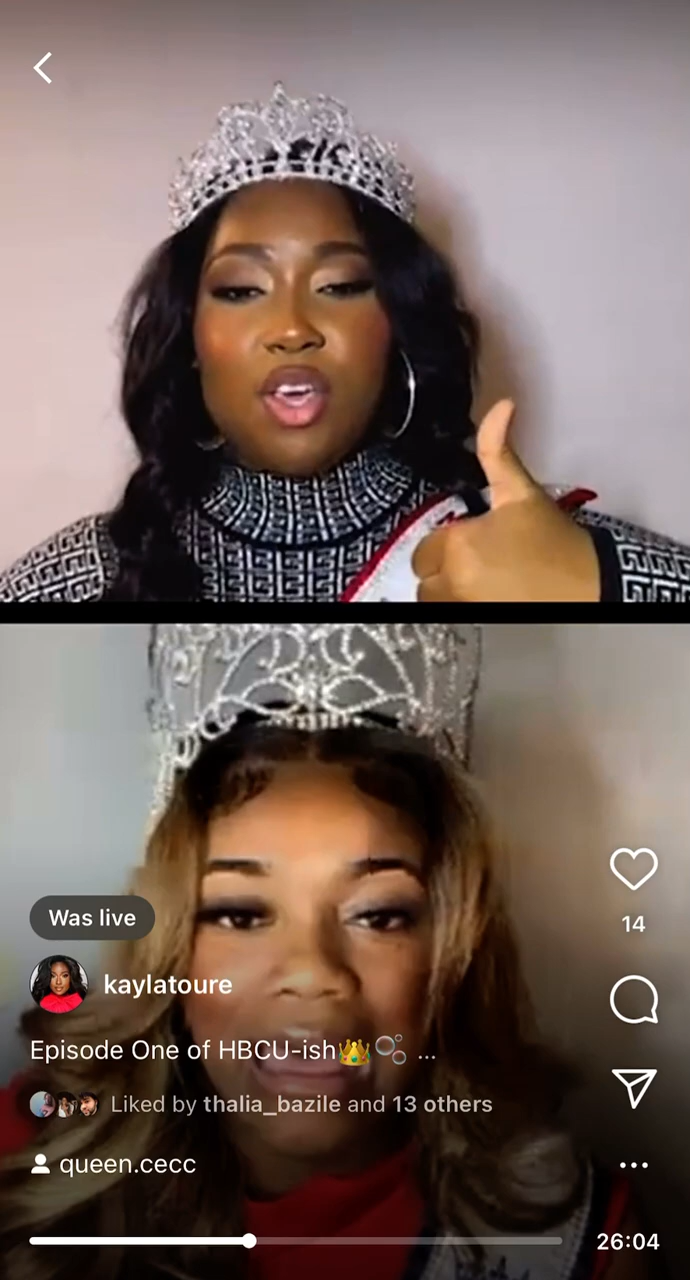 Was live
kaylatoure
Episode One of HBCU-ish👑🫧 ...
14
Liked by thalia_bazile and 13 others
queen.cecc
26:04